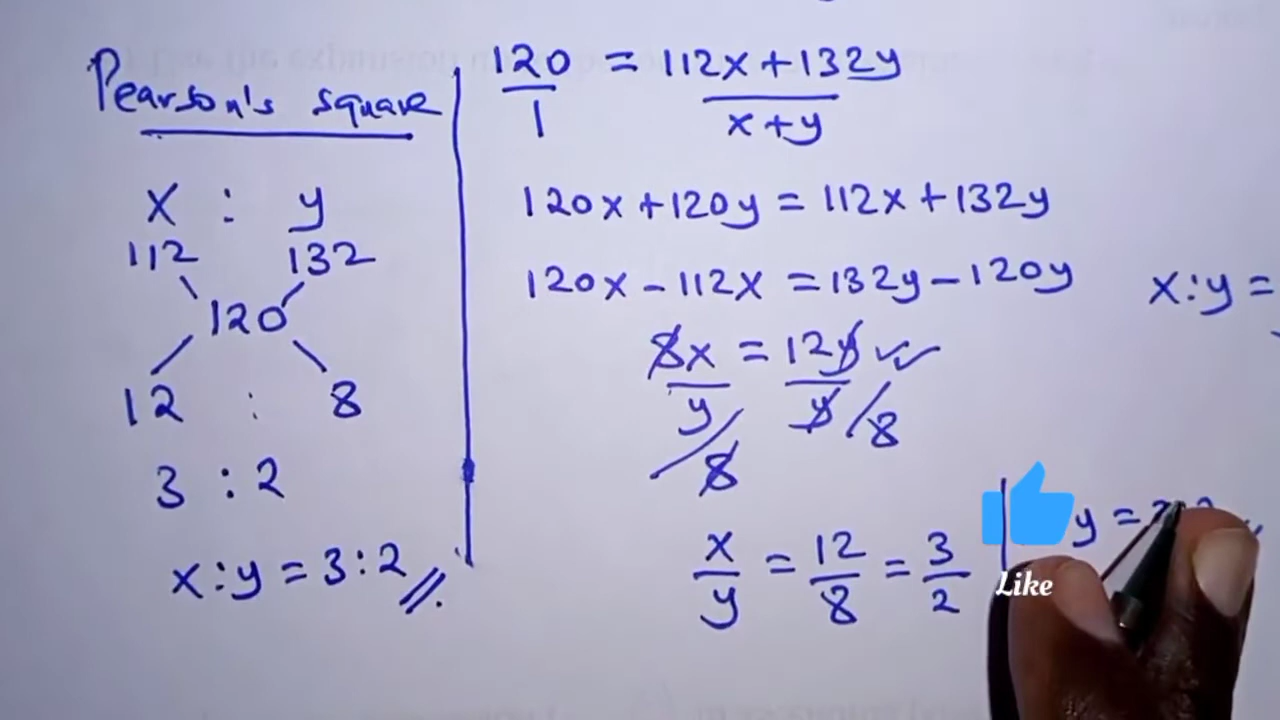 Pearson's square
x : y
112 132
120
12 : 8
3 : 2
x:y = 3:2
120/1 = 112x+132y/x+y
120x+120y = 112x+132y
120x-112x = 132y-120y
8x/y/8 = 12y/y/8
x/y = 12/8 = 3/2
x:y =
y =
Like